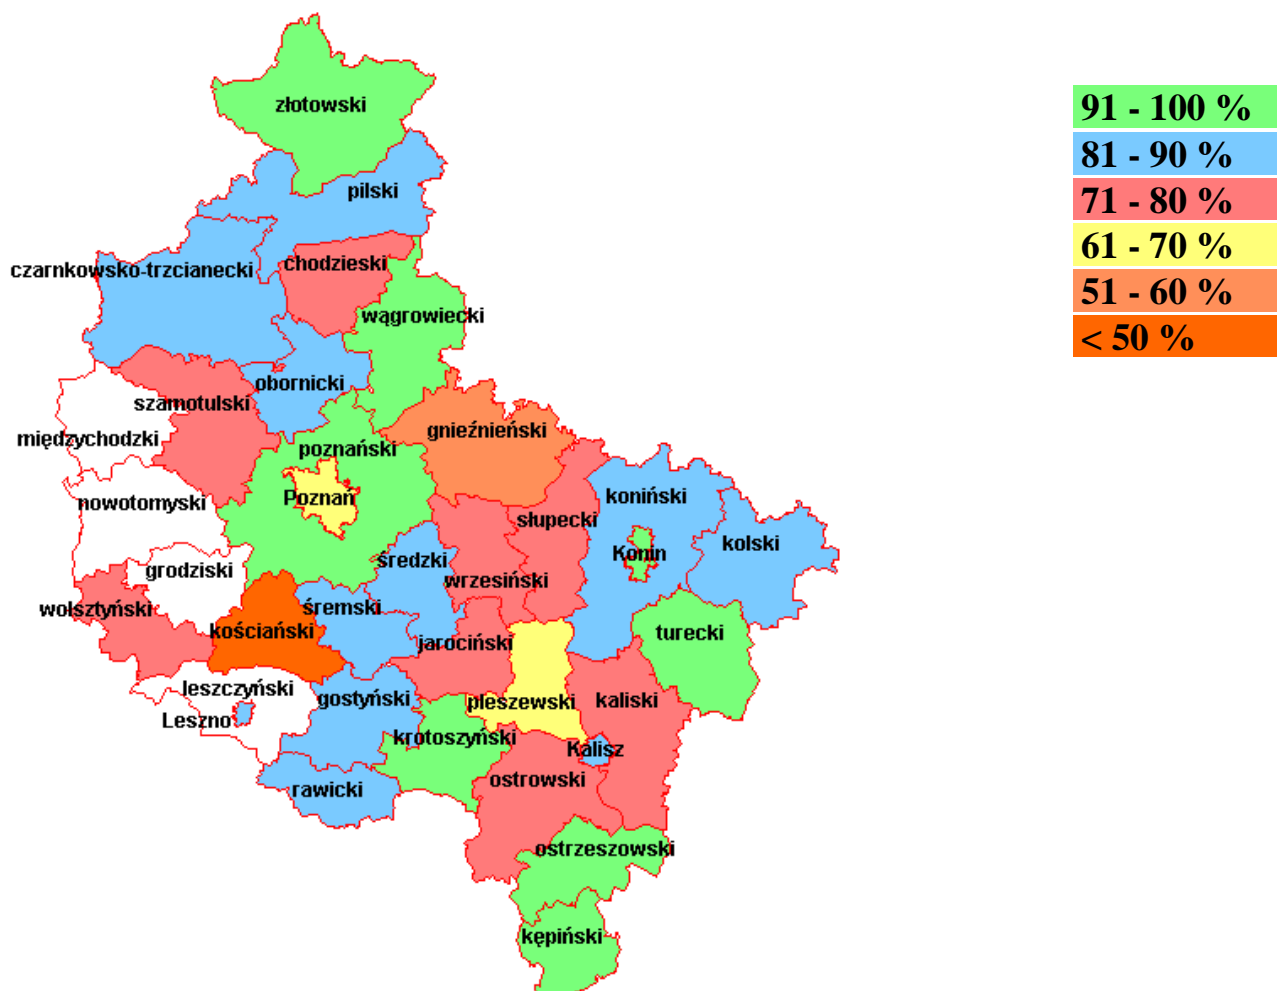 złotowski
91 - 100 %
81 - 90 %
71 - 80 %
61 - 70 %
51 - 60 %
< 50 %
pilski
czarnkowsko-trzcianecki
chodzieski
wągrowiecki
obornicki
szamotulski
międzychodzki
gnieźnieński
poznański
Poznań
nowotomyski
koniński
słupecki
Konin
kolski
średzki
wrzesiński
grodziski
wolsztyński
śremski
kościański
jarociński
turecki
leszczyński
Leszno
gostyński
pleszewski
kaliski
krotoszyński
Kalisz
rawicki
ostrowski
ostrzeszowski
kępiński